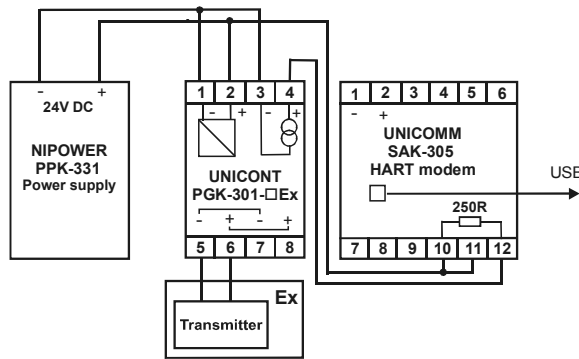 - +
24V DC
NIPOWER
PPK-331
Power supply
1 2 3 4
- + - +
UNICONT
PGK-301-□Ex
- + - +
5 6 7 8
Ex
Transmitter
1 2 3 4 5 6
- +
UNICOMM
SAK-305
HART modem
USB
250R
7 8 9 10 11 12